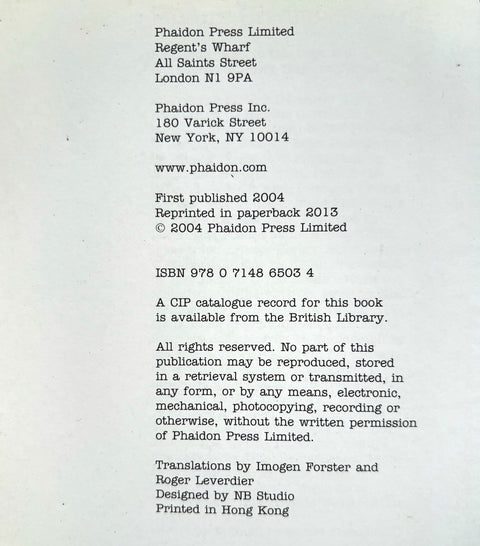 Phaidon Press Limited
Regent's Wharf
All Saints Street
London N1 9PA
Phaidon Press Inc.
180 Varick Street
New York, NY 10014
www.phaidon.com
First published 2004
Reprinted in paperback 2013
© 2004 Phaidon Press Limited
ISBN 978 0 7148 6503 4
A CIP catalogue record for this book
is available from the British Library.
All rights reserved. No part of this
publication may be reproduced, stored
in a retrieval system or transmitted, in
any form, or by any means, electronic,
mechanical, photocopying, recording or
otherwise, without the written permission
of Phaidon Press Limited.
Translations by Imogen Forster and
Roger Leverdier
Designed by NB Studio
Printed in Hong Kong